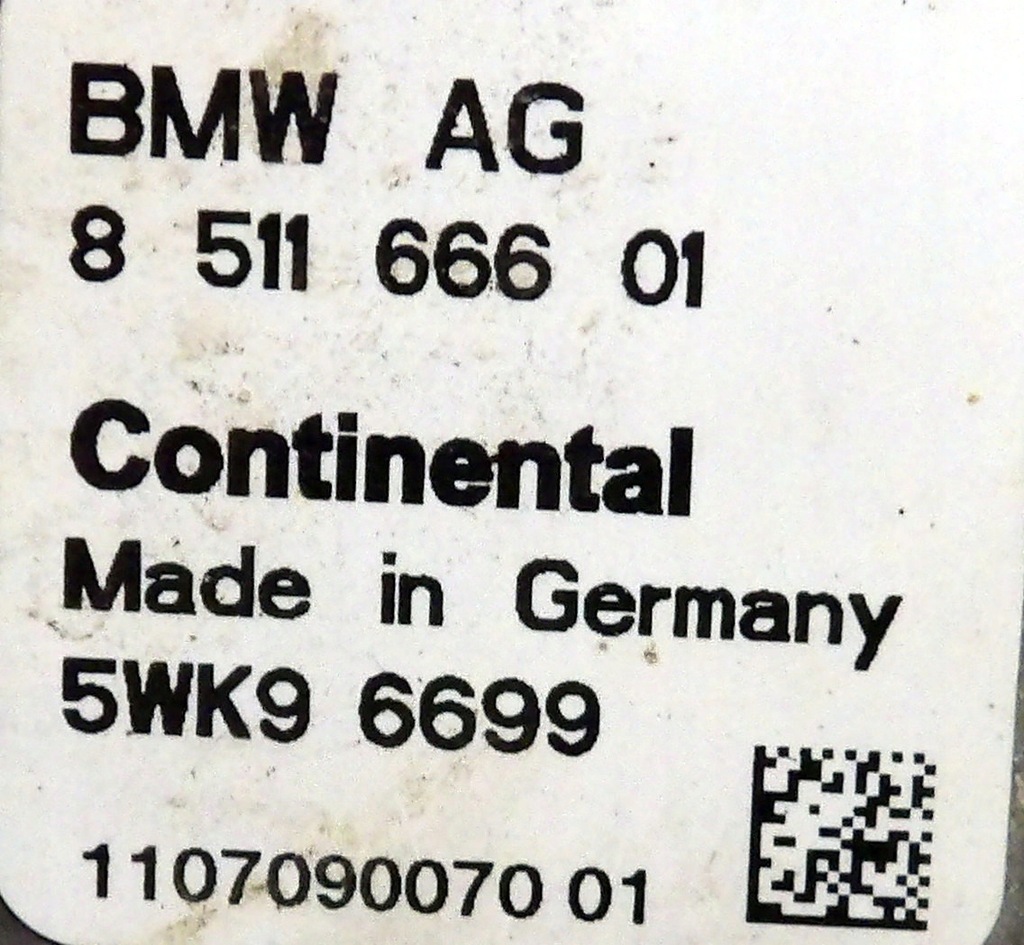 BMW AG
8 511 666 01
Continental
Made in Germany
5WK9 6699
1107090070 01